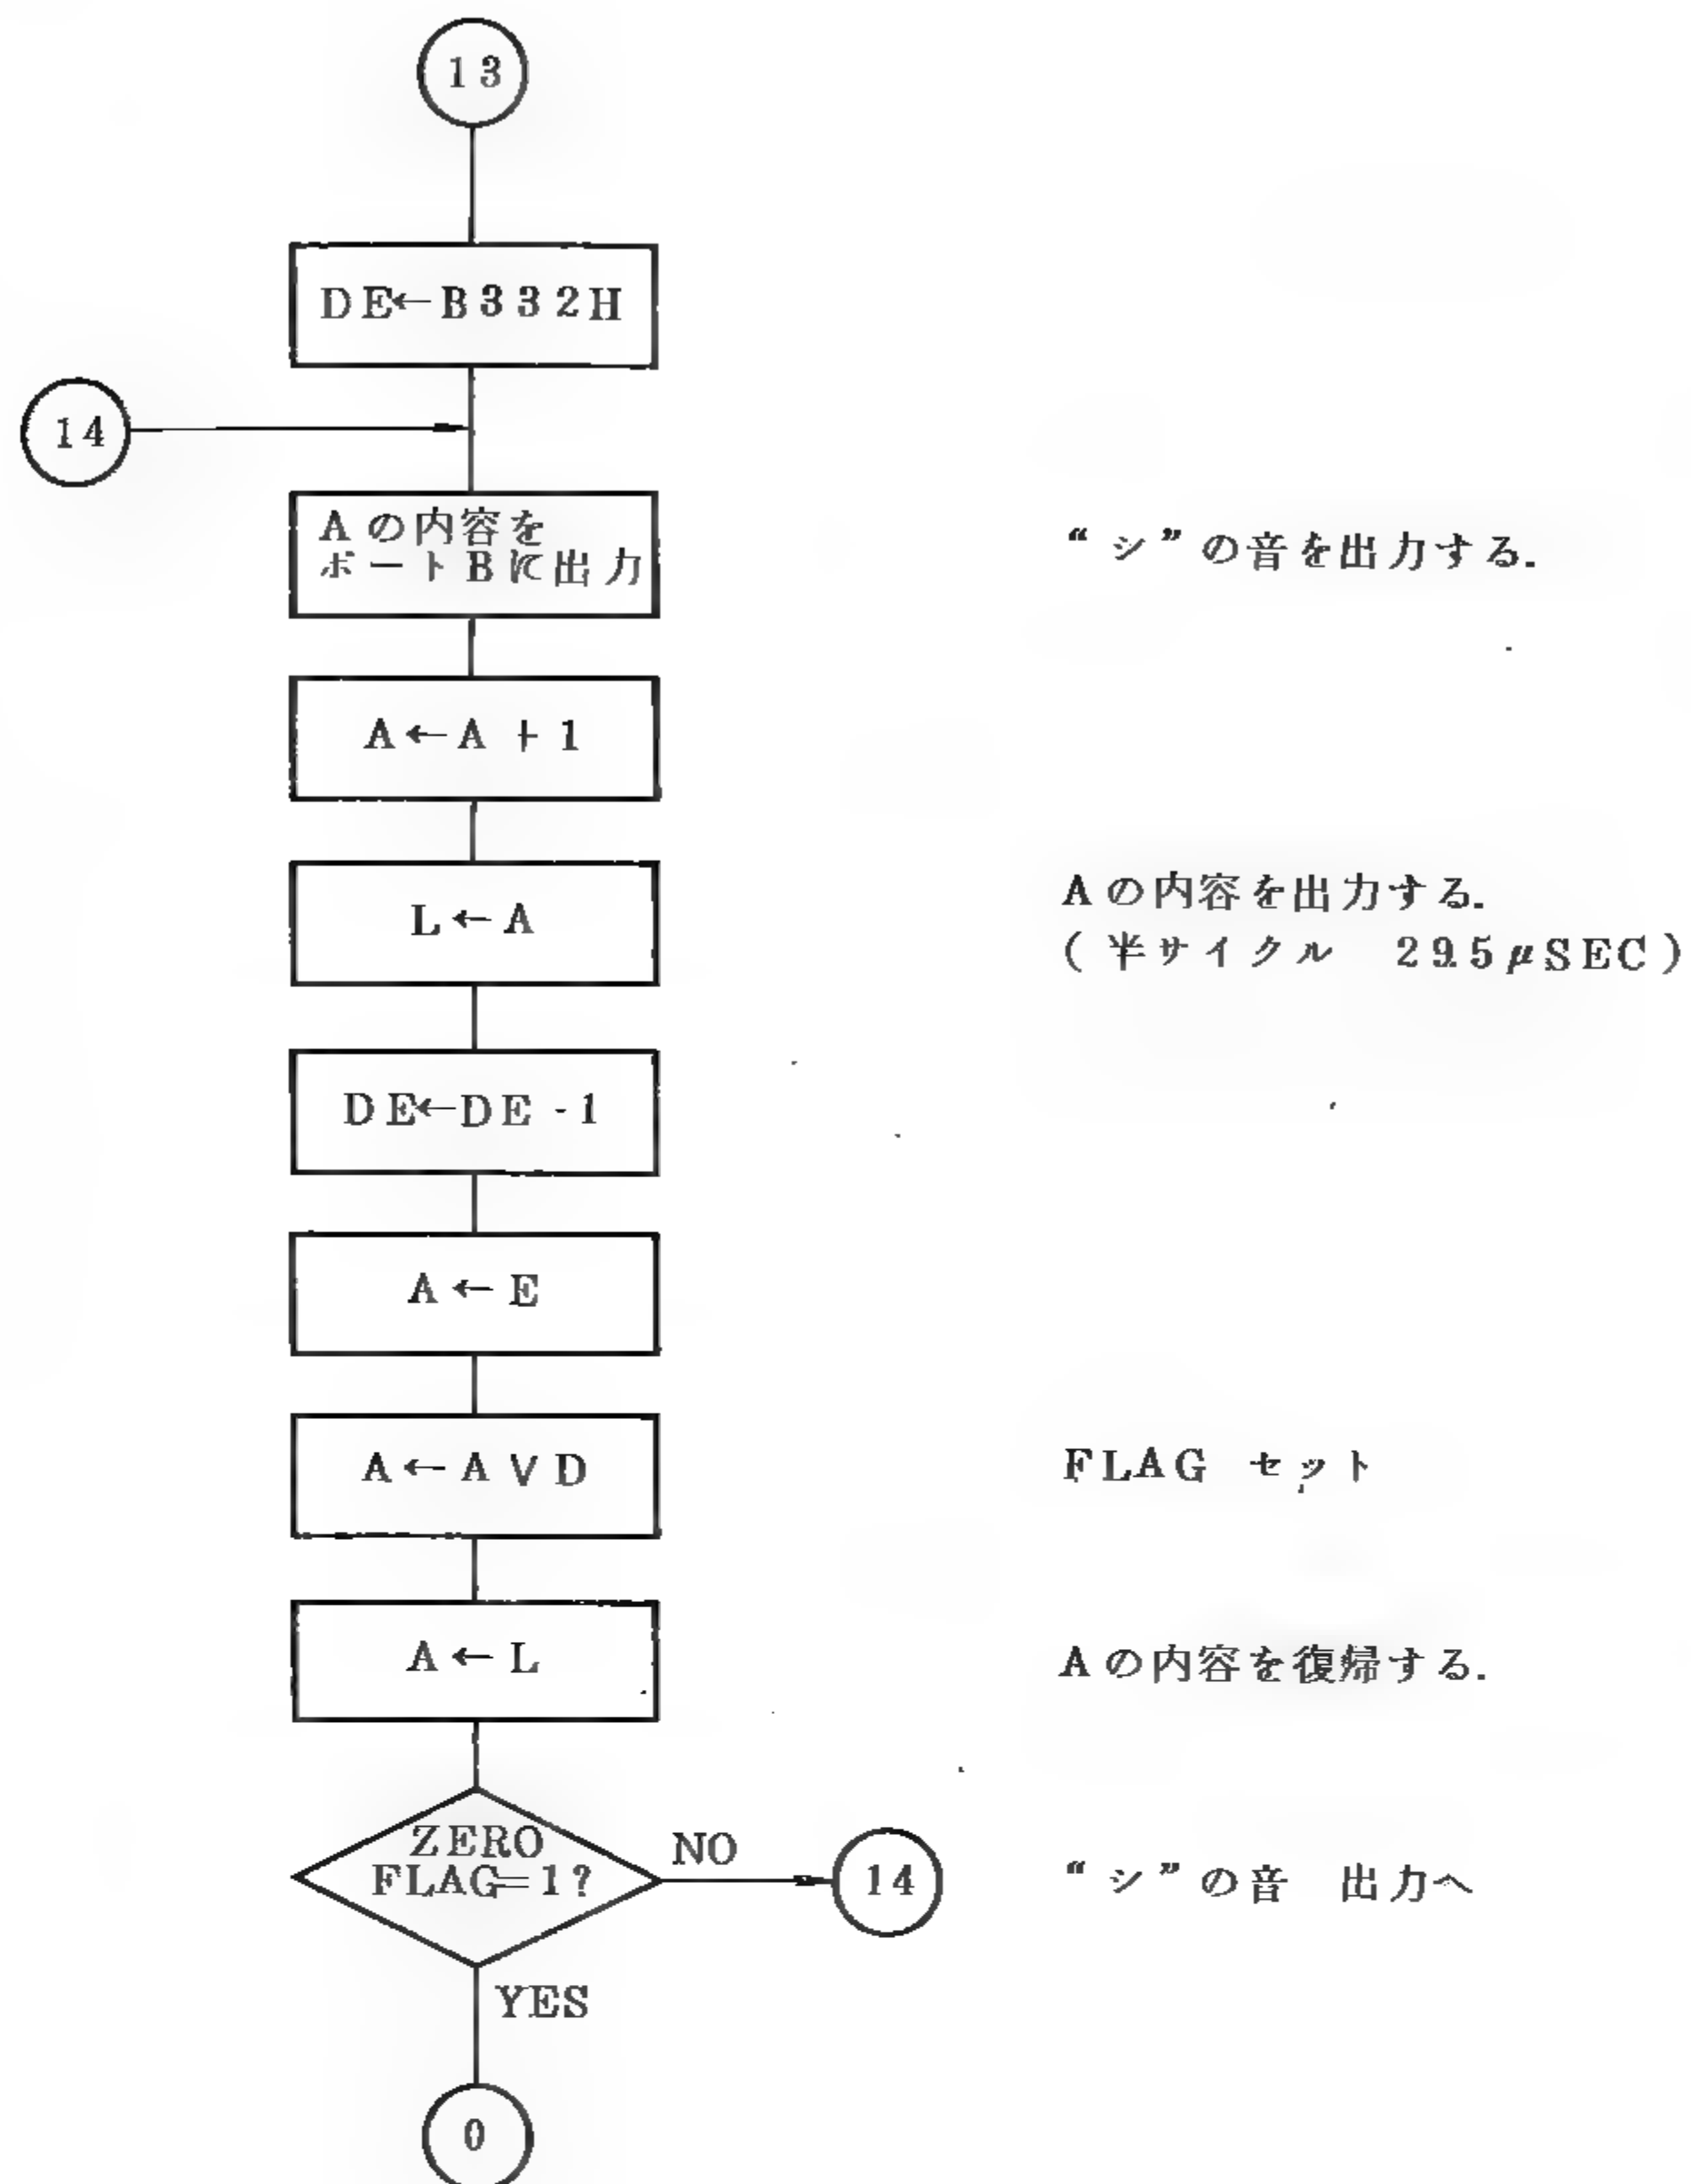 13
DE←B332H
14
Aの内容を
ポートBに出力
“シ”の音を出力する.
A←A+1
L←A
Aの内容を出力する.
(半サイクル 29.5μSEC)
DE←DE-1
A←E
A←A∨D
FLAG セット
A←L
Aの内容を復帰する.
ZERO
FLAG=1?
NO
14
“シ”の音 出力へ
YES
0